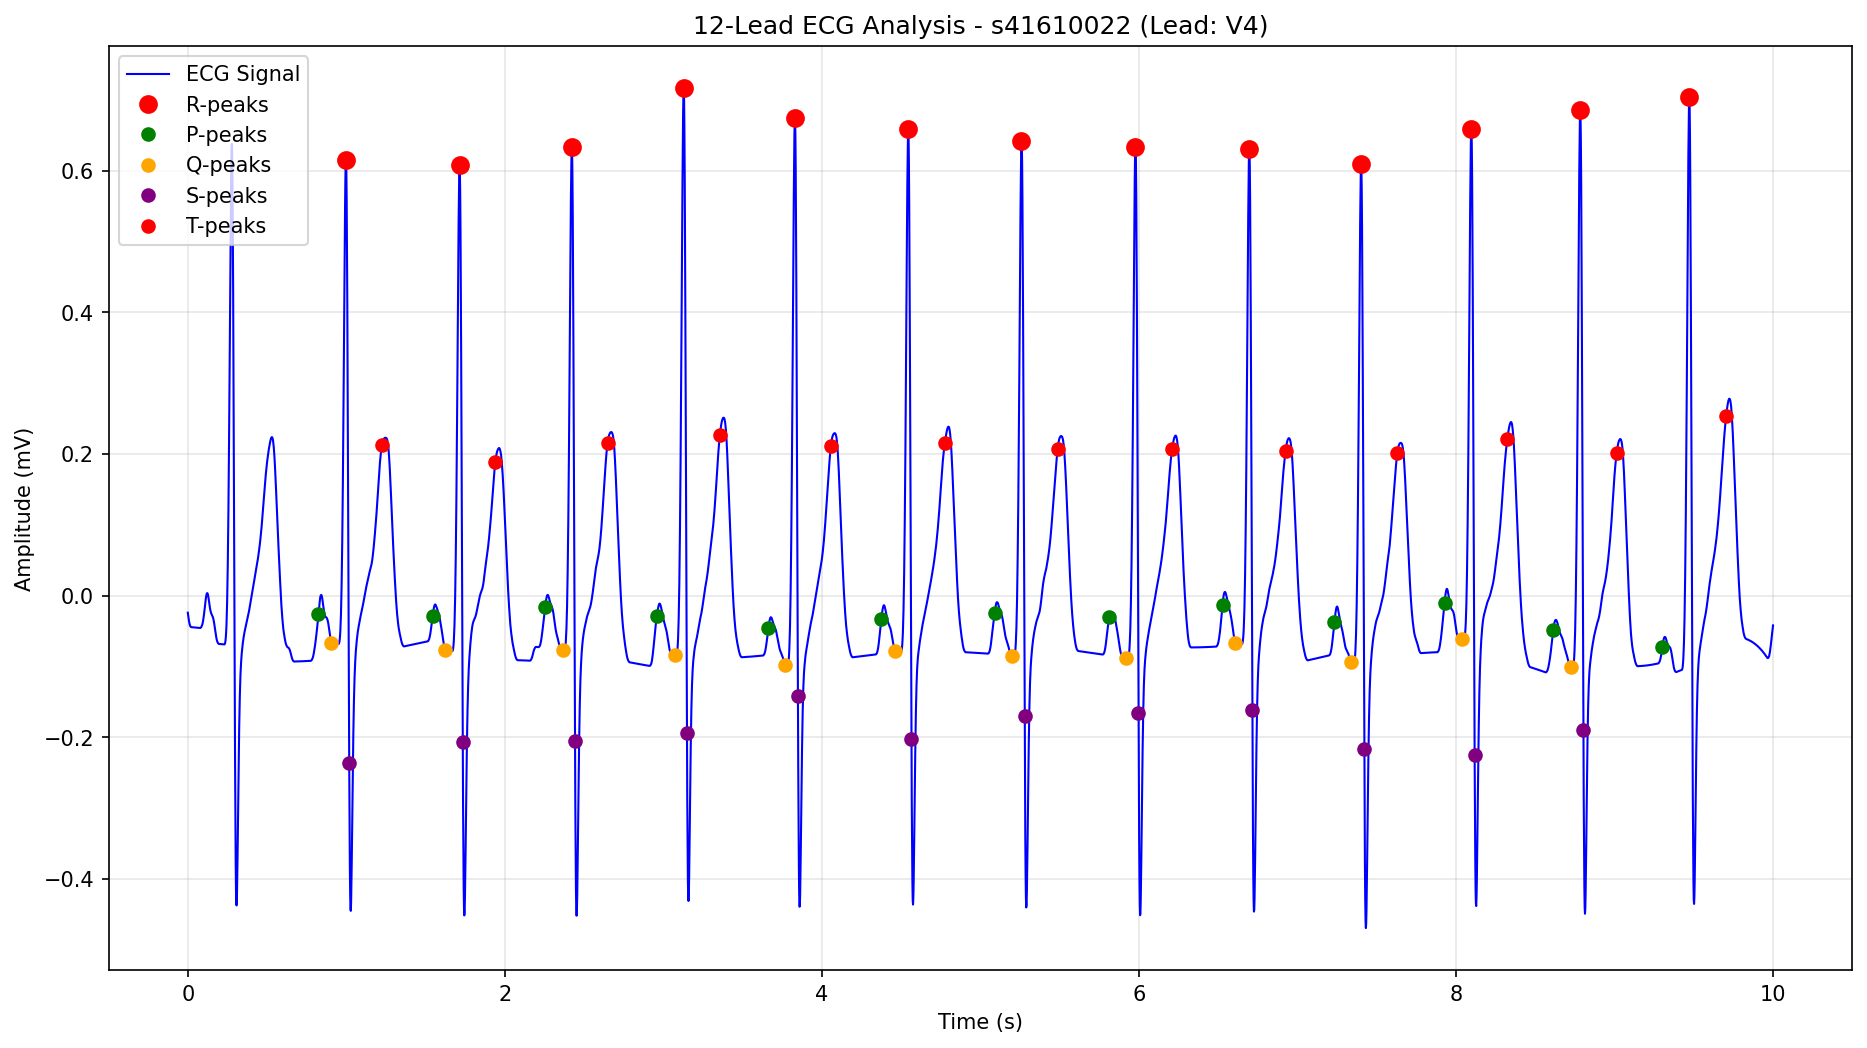 12-Lead ECG Analysis - s41610022 (Lead: V4)
ECG Signal
R-peaks
P-peaks
Q-peaks
S-peaks
T-peaks
Amplitude (mV)
0.6
0.4
0.2
0.0
−0.2
−0.4
0 2 4 6 8 10
Time (s)